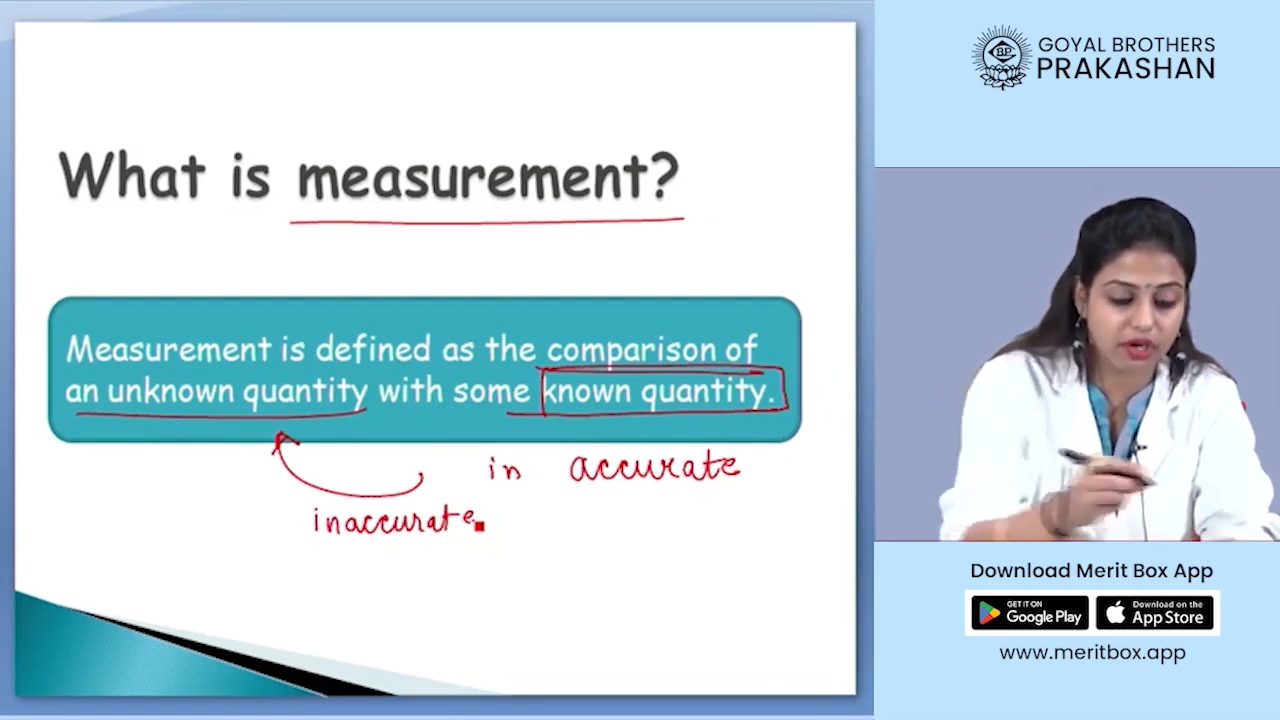 What is measurement?
Measurement is defined as the comparison of
an unknown quantity with some known quantity.
in accurate
inaccurate
GBP
GOYAL BROTHERS
PRAKASHAN
Download Merit Box App
GET IT ON
Google Play
Download on the
App Store
www.meritbox.app